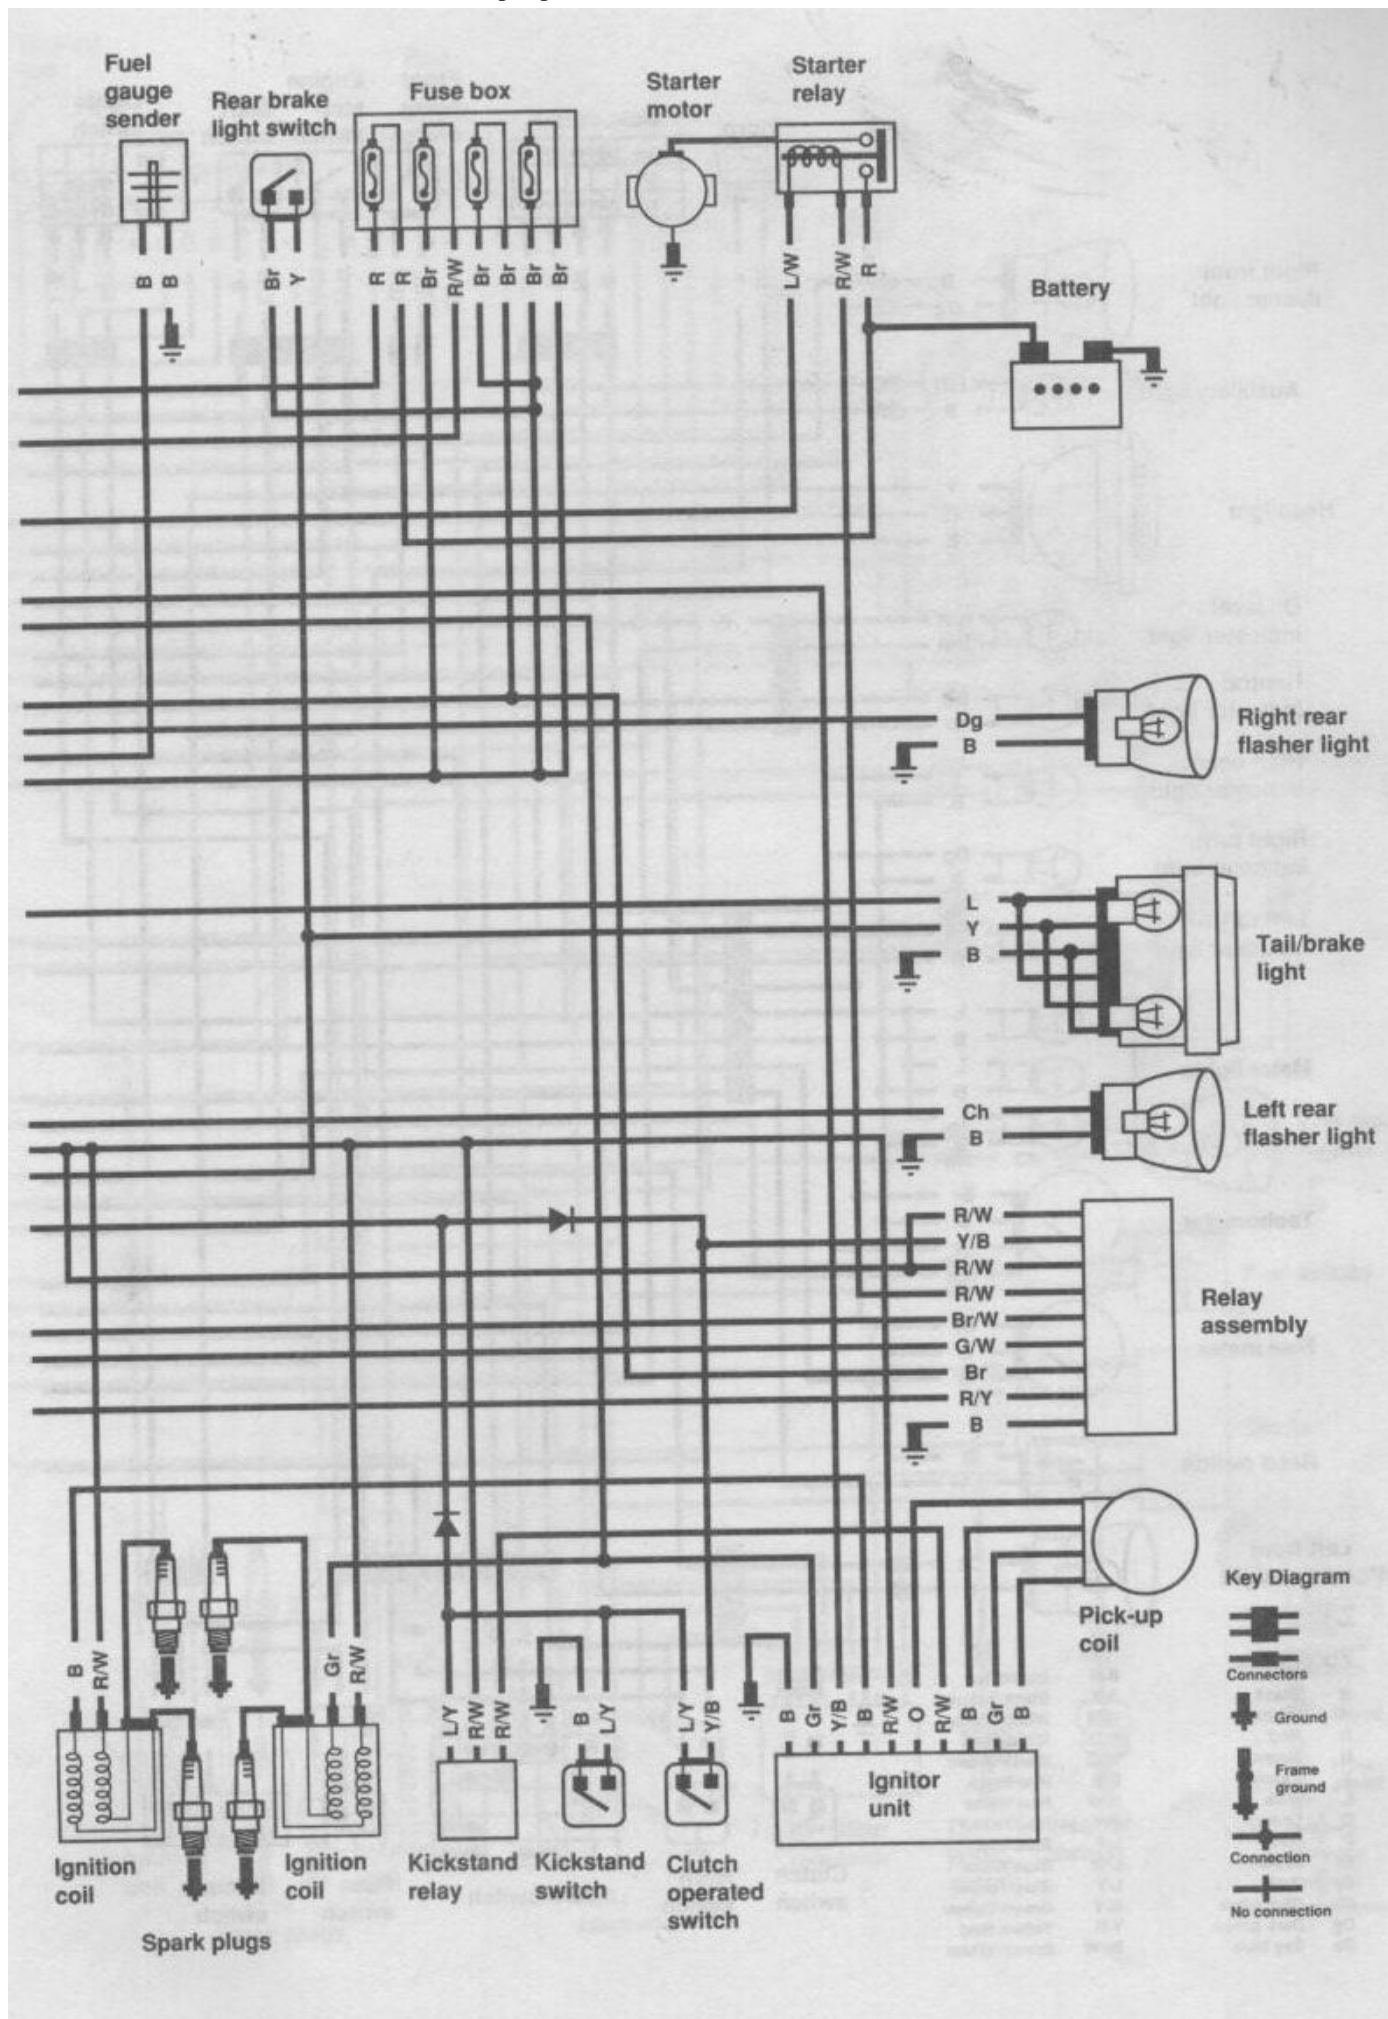 Fuel
gauge
sender
Rear brake
light switch
Fuse box
Starter
motor
Starter
relay
B
B
Br
Y
R
R
Br
R/W
Br
Br
Br
Br
L/W
R/W
R
Battery
Dg
B
Right rear
flasher light
L
Y
B
Tail/brake
light
Ch
B
Left rear
flasher light
R/W
Y/B
R/W
R/W
Br/W
G/W
Br
R/Y
B
Relay
assembly
Pick-up
coil
Key Diagram
Connectors
Ground
Frame
ground
Connection
No connection
B
R/W
Gr
R/W
L/Y
R/W
R/W
B
L/Y
L/Y
Y/B
B
Gr
Y/B
B
R/W
O
R/W
B
Gr
B
Ignitor
unit
Ignition
coil
Ignition
coil
Kickstand
relay
Kickstand
switch
Clutch
operated
switch
Spark plugs